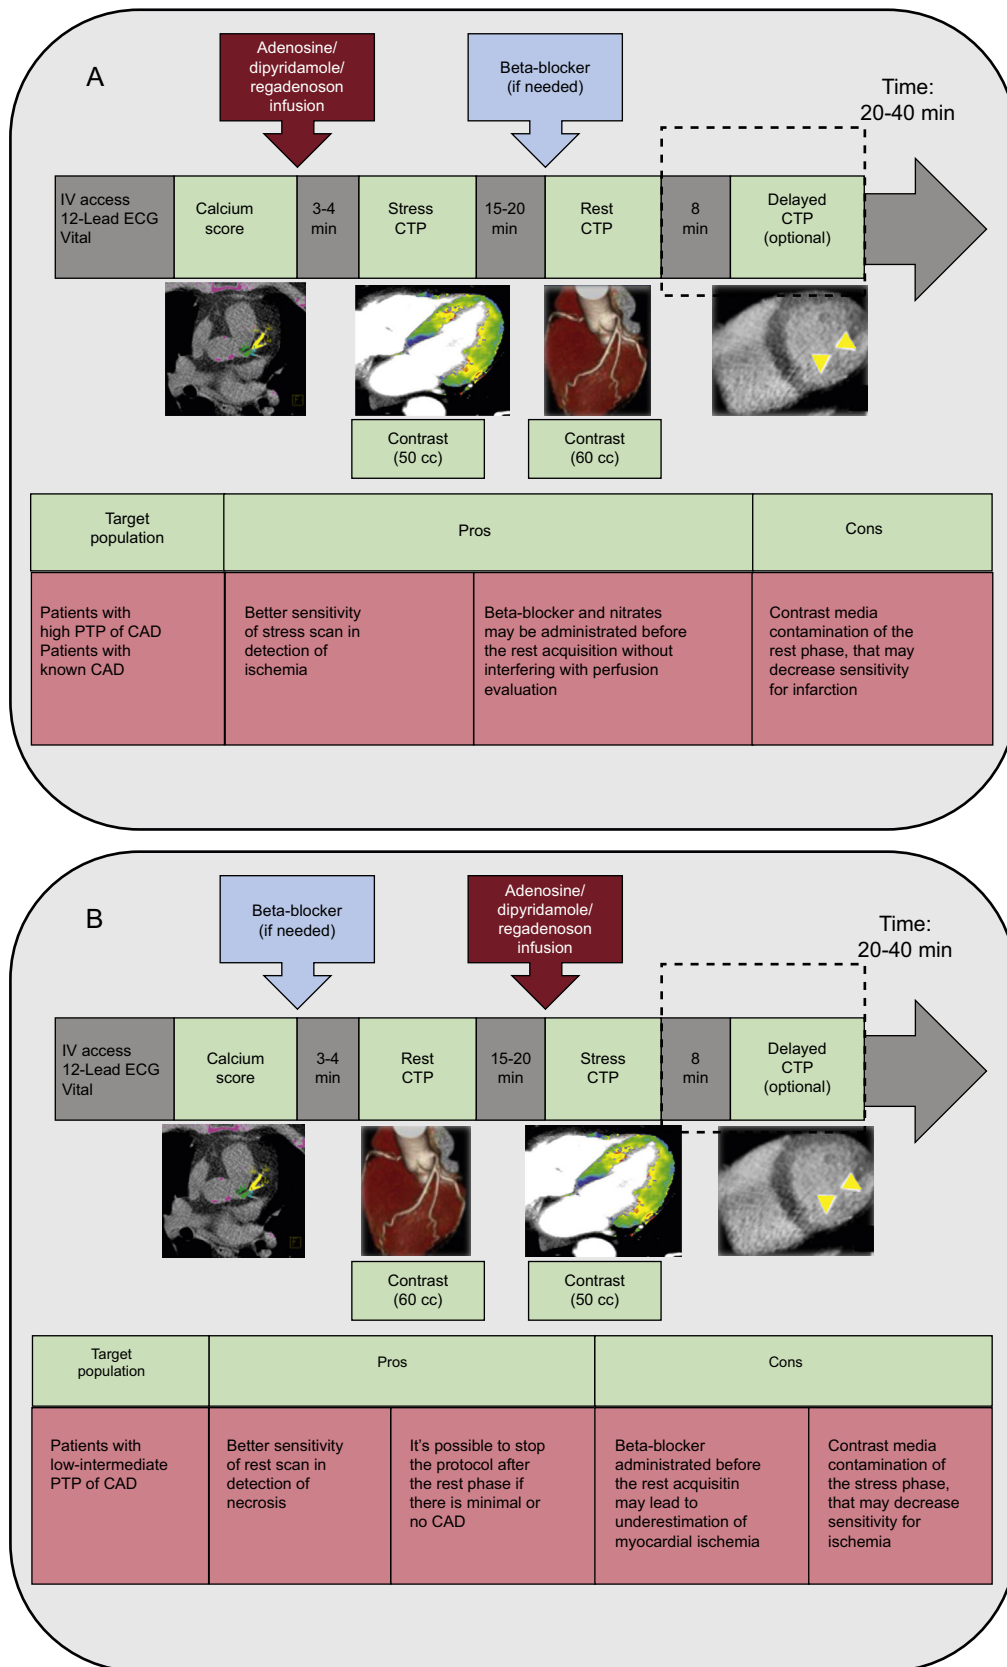 A
Adenosine/
dipyridamole/
regadenoson
infusion
Beta-blocker
(if needed)
Time:
20-40 min
IV access
12-Lead ECG
Vital
Calcium
score
3-4
min
Stress
CTP
15-20
min
Rest
CTP
8
min
Delayed
CTP
(optional)
Contrast
(50 cc)
Contrast
(60 cc)
Target
population
Pros
Cons
Patients with
high PTP of CAD
Patients with
known CAD
Better sensitivity
of stress scan in
detection of
ischemia
Beta-blocker and nitrates
may be administrated before
the rest acquisition without
interfering with perfusion
evaluation
Contrast media
contamination of the
rest phase, that may
decrease sensitivity
for infarction
B
Beta-blocker
(if needed)
Adenosine/
dipyridamole/
regadenoson
infusion
Time:
20-40 min
IV access
12-Lead ECG
Vital
Calcium
score
3-4
min
Rest
CTP
15-20
min
Stress
CTP
8
min
Delayed
CTP
(optional)
Contrast
(60 cc)
Contrast
(50 cc)
Target
population
Pros
Cons
Patients with
low-intermediate
PTP of CAD
Better sensitivity
of rest scan in
detection of
necrosis
It's possible to stop
the protocol after
the rest phase if
there is minimal or
no CAD
Beta-blocker
administrated before
the rest acquisitin
may lead to
underestimation of
myocardial ischemia
Contrast media
contamination of
the stress phase,
that may decrease
sensitivity for
ischemia